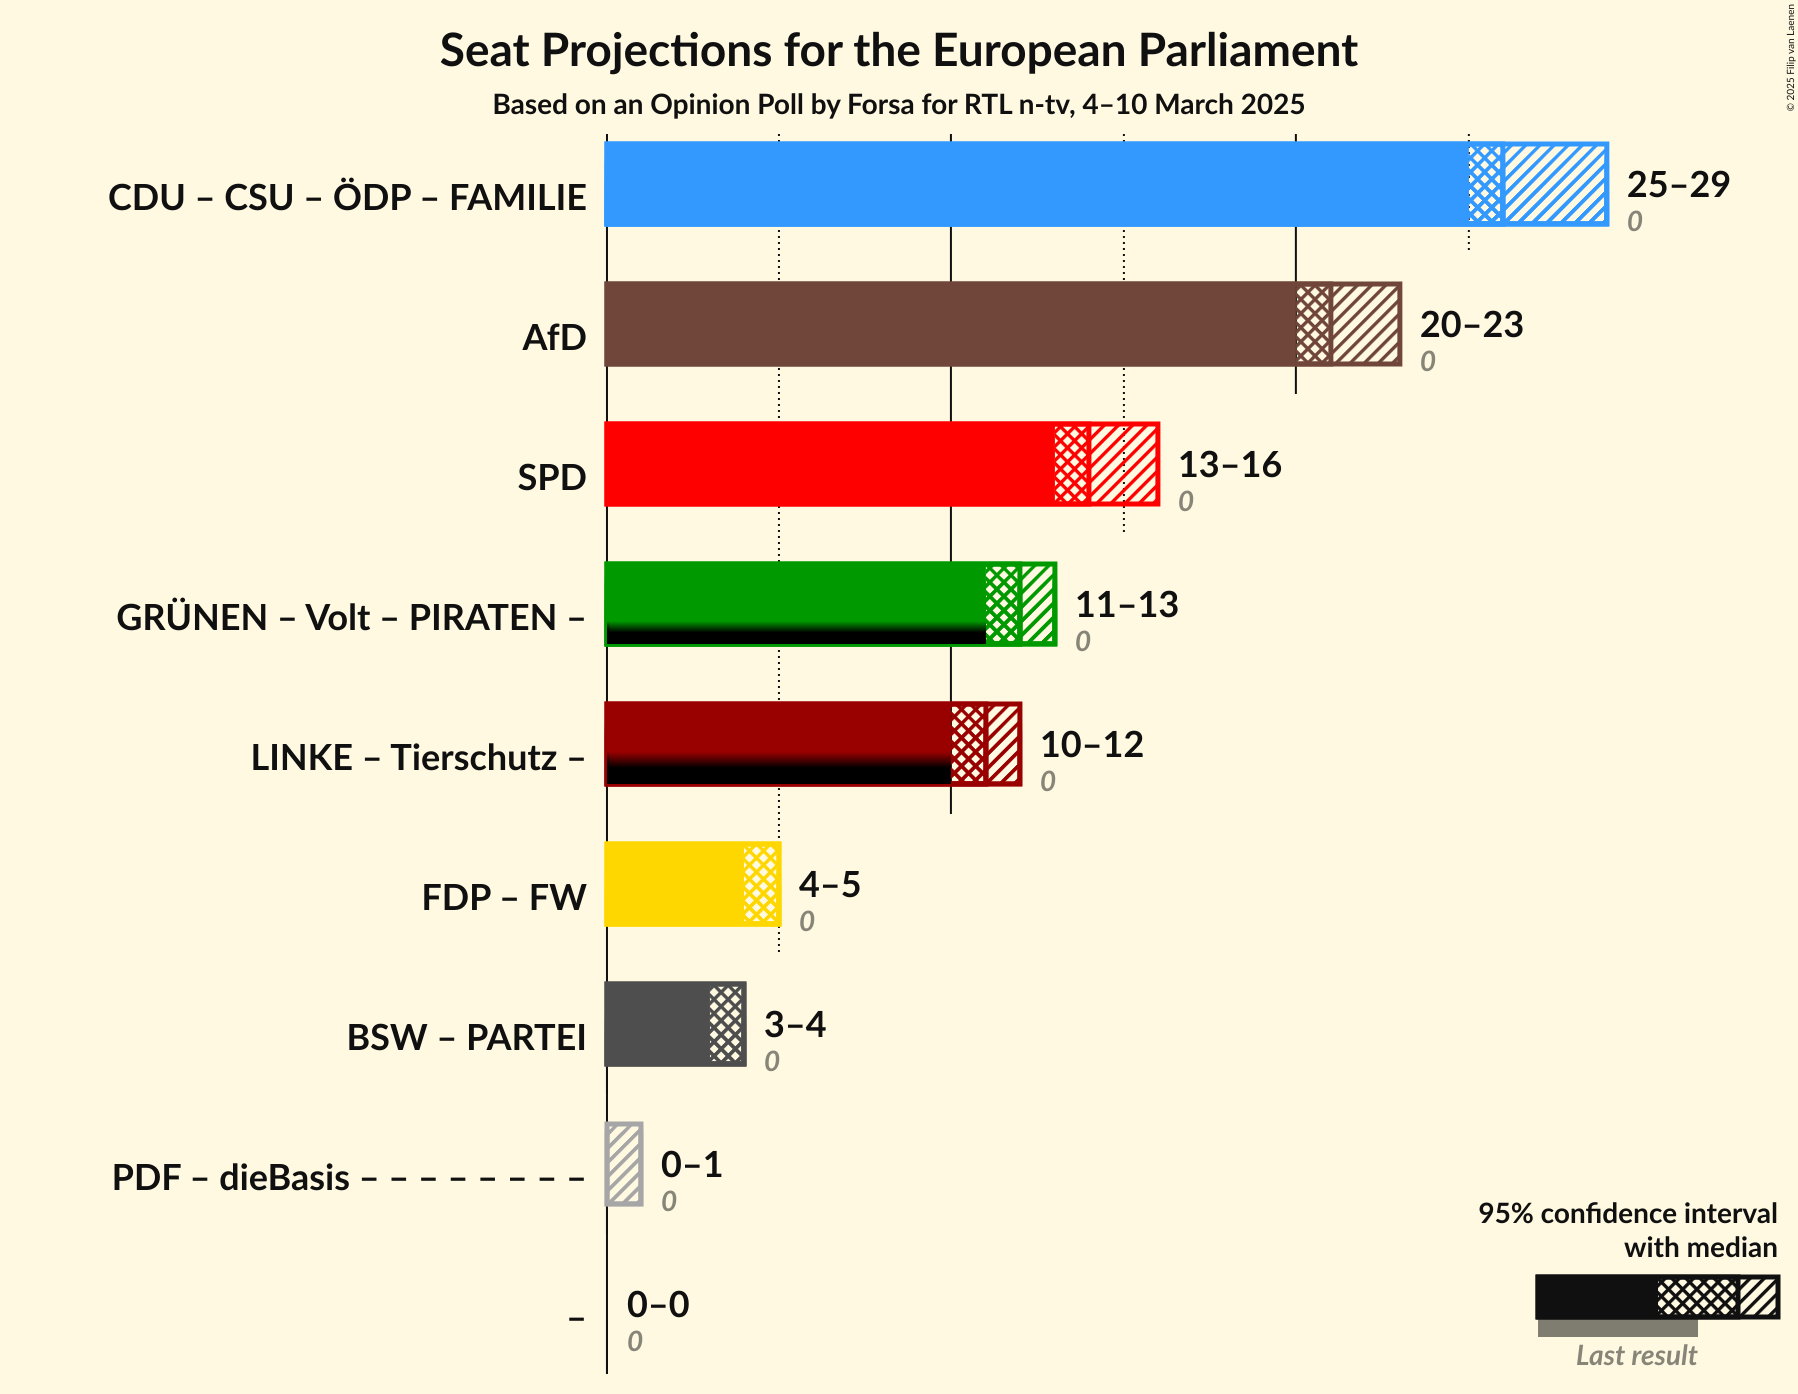 Seat Projections for the European Parliament
Based on an Opinion Poll by Forsa for RTL n-tv, 4–10 March 2025
© 2025 Filip van Laenen
CDU – CSU – ÖDP – FAMILIE
25–29
0
AfD
20–23
0
SPD
13–16
0
GRÜNEN – Volt – PIRATEN –
11–13
0
LINKE – Tierschutz –
10–12
0
FDP – FW
4–5
0
BSW – PARTEI
3–4
0
PDF – dieBasis – – – – – – – –
0–1
0
–
0–0
0
95% confidence interval
with median
Last result